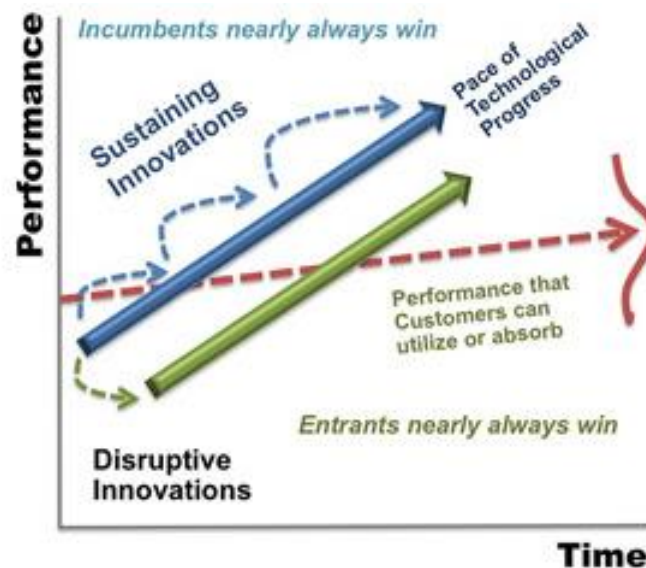 Performance
Incumbents nearly always win
Sustaining
Innovations
Pace of
Technological
Progress
Performance that
Customers can
utilize or absorb
Entrants nearly always win
Disruptive
Innovations
Time